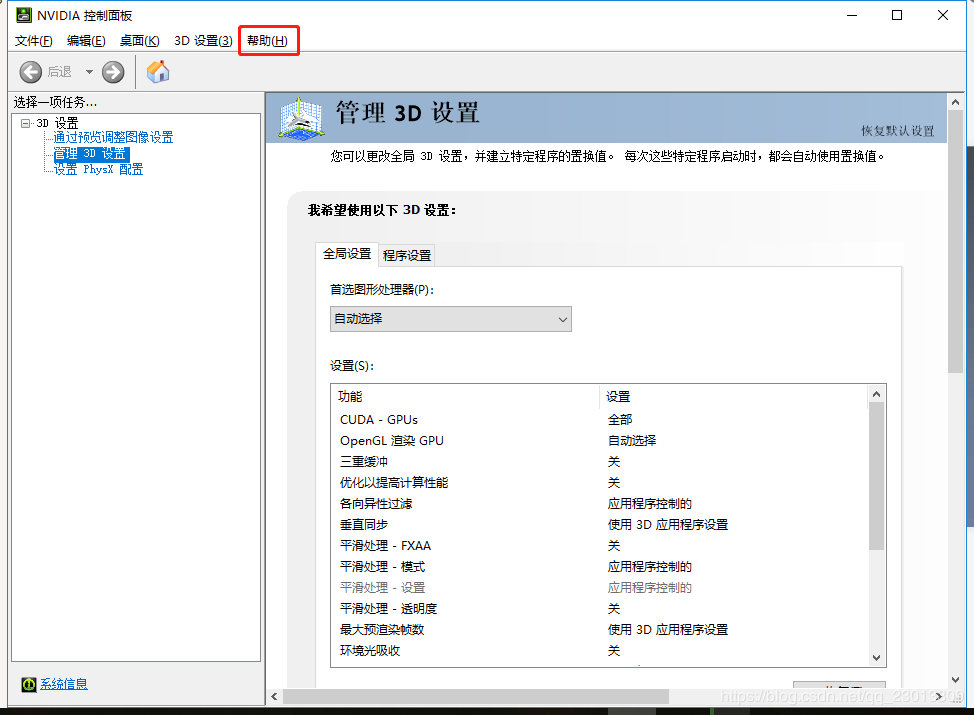 NVIDIA 控制面板
文件(F) 编辑(E) 桌面(K) 3D 设置(3) 帮助(H)
后退
选择一项任务...
3D 设置
通过预览调整图像设置
管理 3D 设置
设置 PhysX 配置
系统信息
管理 3D 设置
恢复默认设置
您可以更改全局 3D 设置，并建立特定程序的置换值。 每次这些特定程序启动时，都会自动使用置换值。
我希望使用以下 3D 设置：
全局设置 程序设置
首选图形处理器(P)：
自动选择
设置(S)：
功能 设置
CUDA - GPUs 全部
OpenGL 渲染 GPU 自动选择
三重缓冲 关
优化以提高计算性能 关
各向异性过滤 应用程序控制的
垂直同步 使用 3D 应用程序设置
平滑处理 - FXAA 关
平滑处理 - 模式 应用程序控制的
平滑处理 - 设置 应用程序控制的
平滑处理 - 透明度 关
最大预渲染帧数 使用 3D 应用程序设置
环境光吸收 关